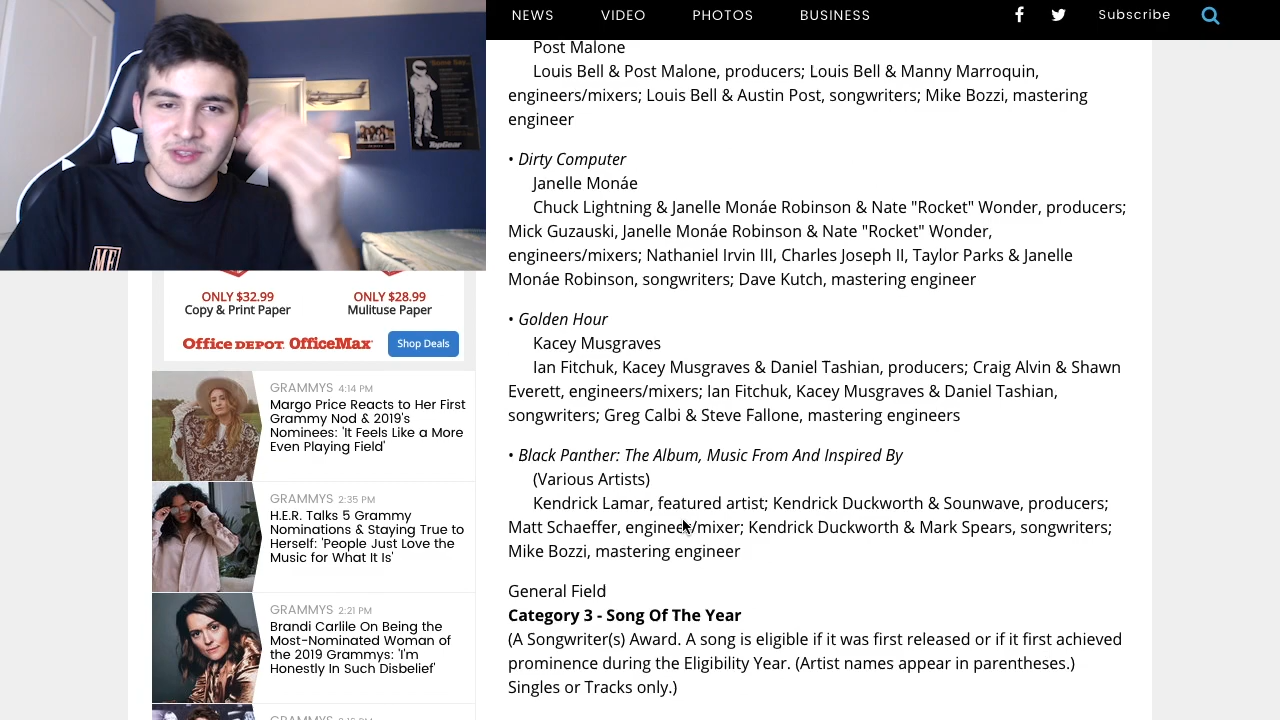 NEWS VIDEO PHOTOS BUSINESS Subscribe
"Some Say...
TopGear
ME
Post Malone
Louis Bell & Post Malone, producers; Louis Bell & Manny Marroquin,
engineers/mixers; Louis Bell & Austin Post, songwriters; Mike Bozzi, mastering
engineer
• Dirty Computer
Janelle Monáe
Chuck Lightning & Janelle Monáe Robinson & Nate "Rocket" Wonder, producers;
Mick Guzauski, Janelle Monáe Robinson & Nate "Rocket" Wonder,
engineers/mixers; Nathaniel Irvin III, Charles Joseph II, Taylor Parks & Janelle
Monáe Robinson, songwriters; Dave Kutch, mastering engineer
• Golden Hour
Kacey Musgraves
Ian Fitchuk, Kacey Musgraves & Daniel Tashian, producers; Craig Alvin & Shawn
Everett, engineers/mixers; Ian Fitchuk, Kacey Musgraves & Daniel Tashian,
songwriters; Greg Calbi & Steve Fallone, mastering engineers
• Black Panther: The Album, Music From And Inspired By
(Various Artists)
Kendrick Lamar, featured artist; Kendrick Duckworth & Sounwave, producers;
Matt Schaeffer, engineer/mixer; Kendrick Duckworth & Mark Spears, songwriters;
Mike Bozzi, mastering engineer
General Field
Category 3 - Song Of The Year
(A Songwriter(s) Award. A song is eligible if it was first released or if it first achieved
prominence during the Eligibility Year. (Artist names appear in parentheses.)
Singles or Tracks only.)
ONLY $32.99 ONLY $28.99
Copy & Print Paper Mulituse Paper
Office DEPOT OfficeMax Shop Deals
GRAMMYS 4:14 PM
Margo Price Reacts to Her First
Grammy Nod & 2019's
Nominees: 'It Feels Like a More
Even Playing Field'
GRAMMYS 2:35 PM
H.E.R. Talks 5 Grammy
Nominations & Staying True to
Herself: 'People Just Love the
Music for What It Is'
GRAMMYS 2:21 PM
Brandi Carlile On Being the
Most-Nominated Woman of
the 2019 Grammys: 'I'm
Honestly In Such Disbelief'